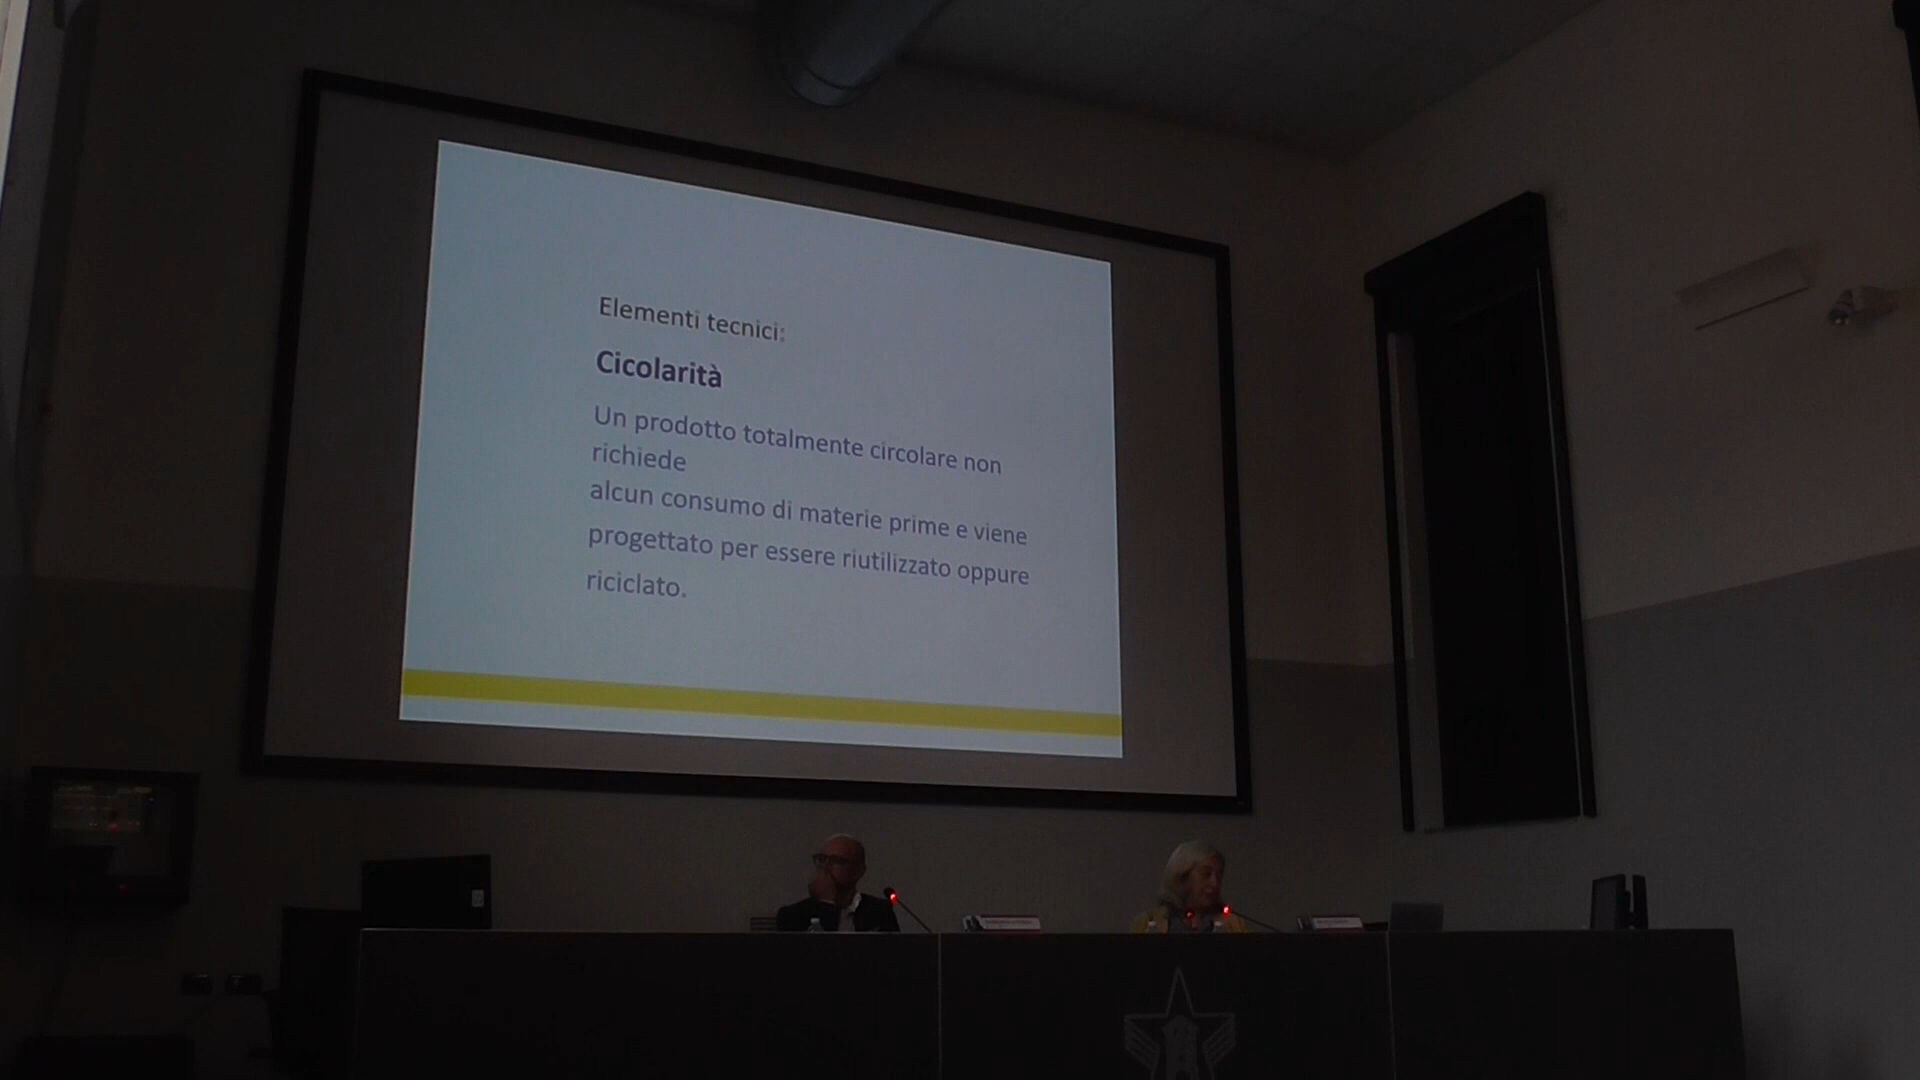 Elementi tecnici:
Cicolarità
Un prodotto totalmente circolare non
richiede
alcun consumo di materie prime e viene
progettato per essere riutilizzato oppure
riciclato.